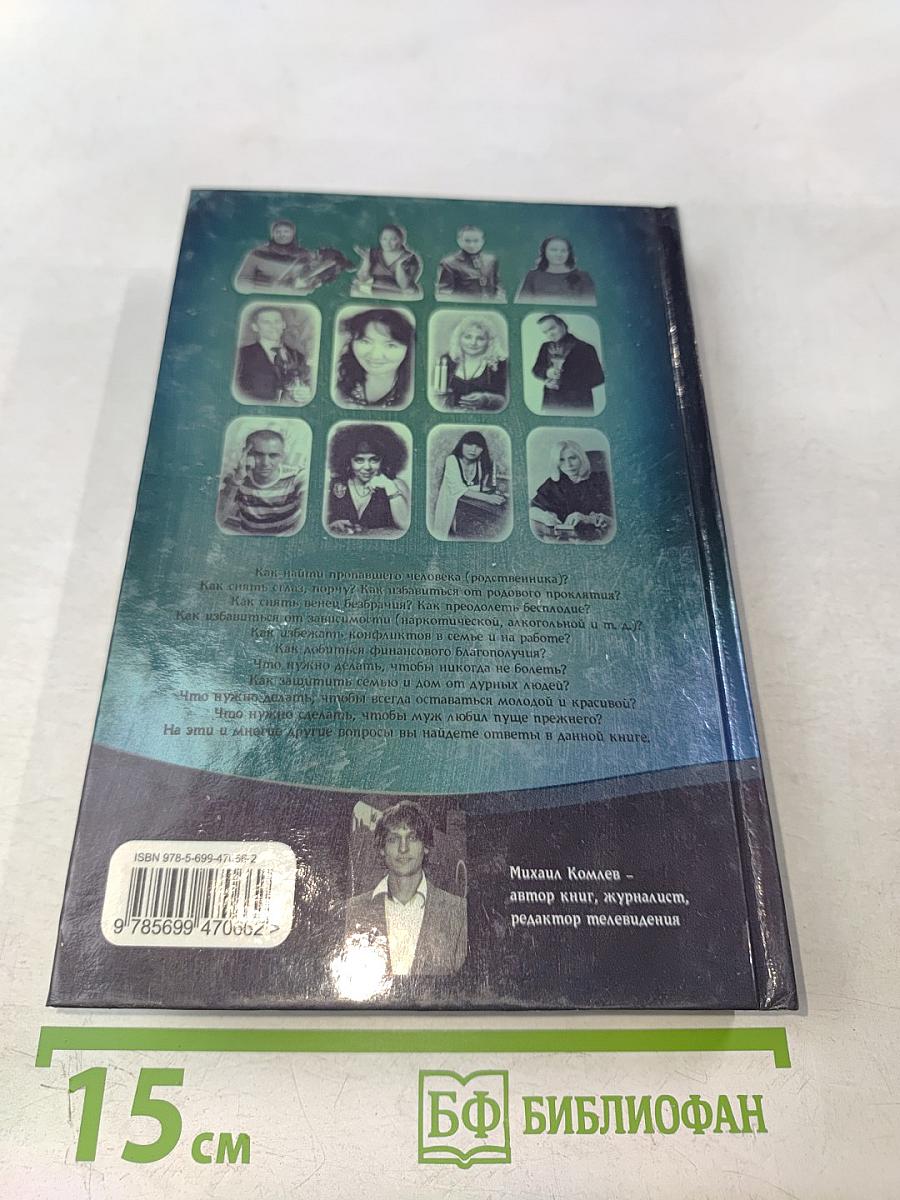 Как найти пропавшего человека (родственника)?
Как снять сглаз, порчу? Как избавиться от родового проклятия?
Как снять венец безбрачия? Как преодолеть бесплодие?
Как избавиться от зависимости (наркотической, алкогольной и т. д.)?
Как избежать конфликтов в семье и на работе?
Как добиться финансового благополучия?
Что нужно делать, чтобы никогда не болеть?
Как защитить семью и дом от дурных людей?
Что нужно делать, чтобы всегда оставаться молодой и красивой?
Что нужно сделать, чтобы муж любил пуще прежнего?
На эти и многие другие вопросы вы найдете ответы в данной книге.
ISBN 978-5-699-47056-2
9 785699 470662 >
Михаил Комлев –
автор книг, журналист,
редактор телевидения
15 см
БФ БИБЛИОФАН